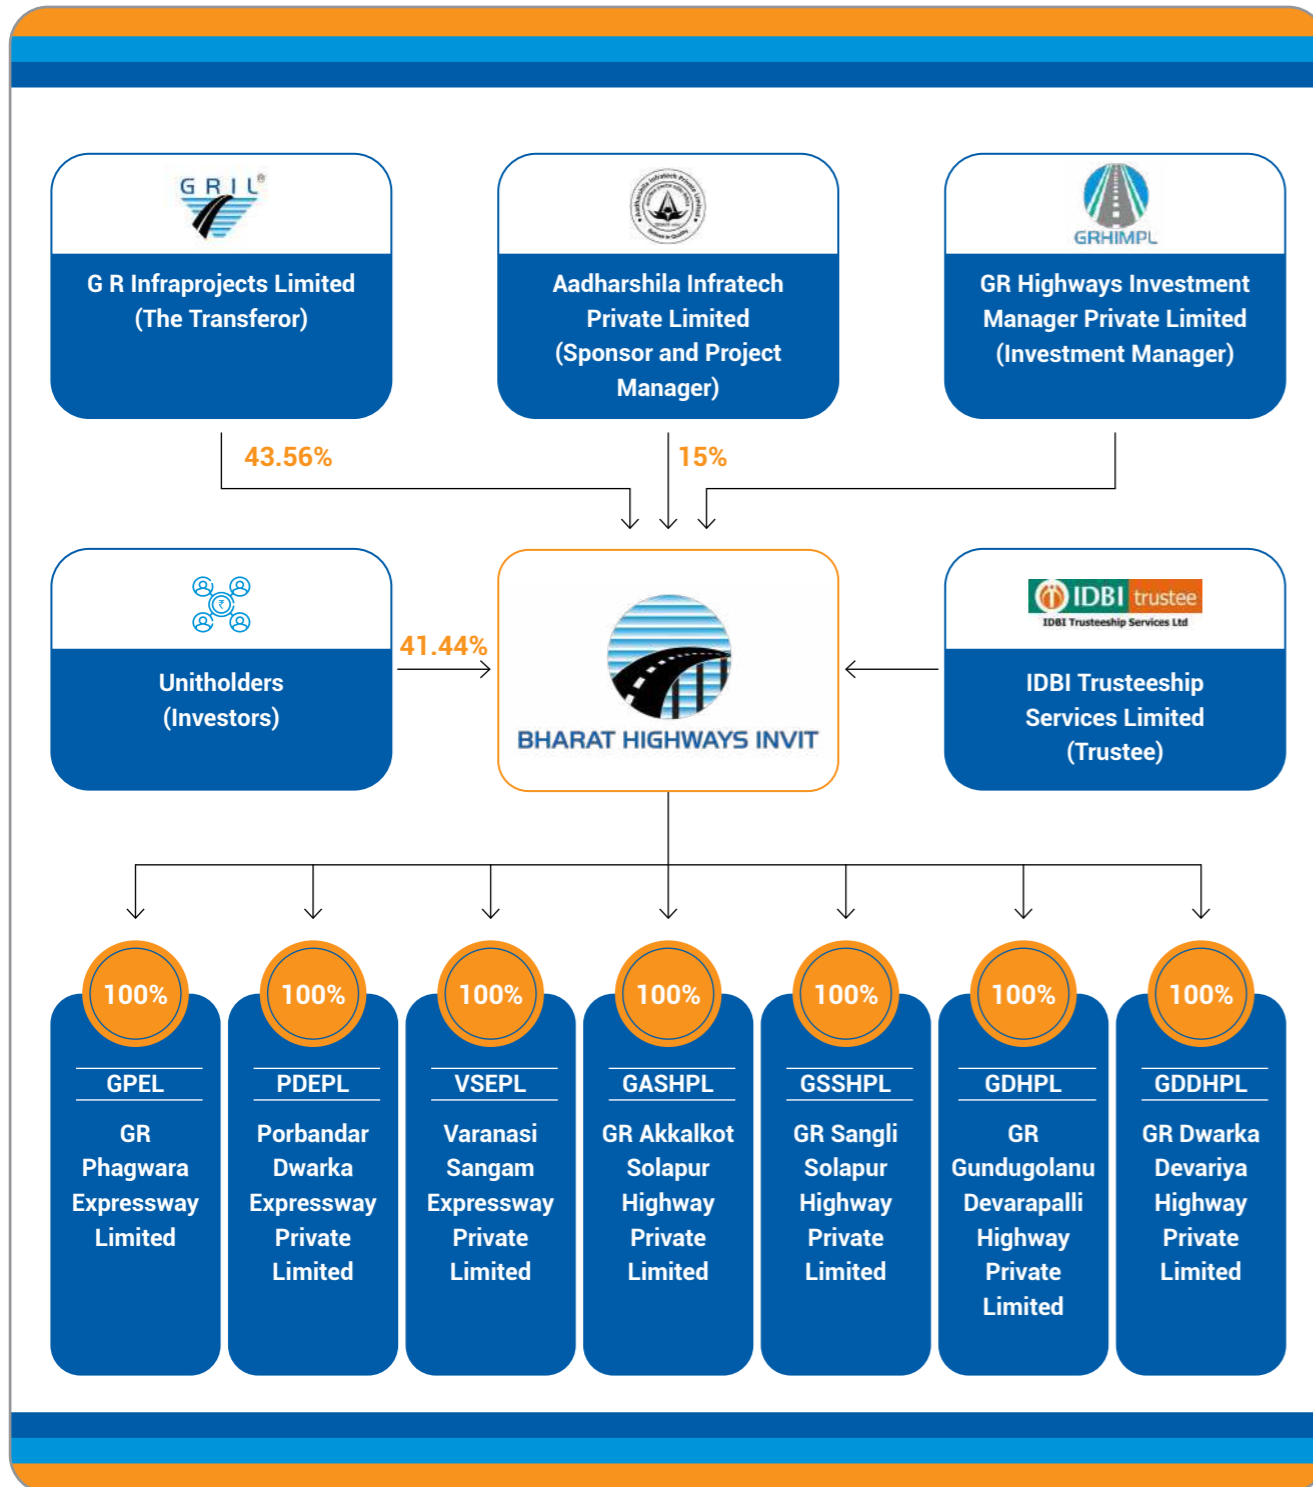 GRIL®
G R Infraprojects Limited
(The Transferor)
Aadharshila Infratech Private Limited
Aadharshila Infratech
Private Limited
(Sponsor and Project
Manager)
GRHIMPL
GR Highways Investment
Manager Private Limited
(Investment Manager)
43.56%
15%
₹
Unitholders
(Investors)
41.44%
BHARAT HIGHWAYS INVIT
IDBI trustee
IDBI Trusteeship Services Ltd
IDBI Trusteeship
Services Limited
(Trustee)
100%
GPEL
GR
Phagwara
Expressway
Limited
100%
PDEPL
Porbandar
Dwarka
Expressway
Private
Limited
100%
VSEPL
Varanasi
Sangam
Expressway
Private
Limited
100%
GASHPL
GR Akkalkot
Solapur
Highway
Private
Limited
100%
GSSHPL
GR Sangli
Solapur
Highway
Private
Limited
100%
GDHPL
GR
Gundugolanu
Devarapalli
Highway
Private
Limited
100%
GDDHPL
GR Dwarka
Devariya
Highway
Private
Limited